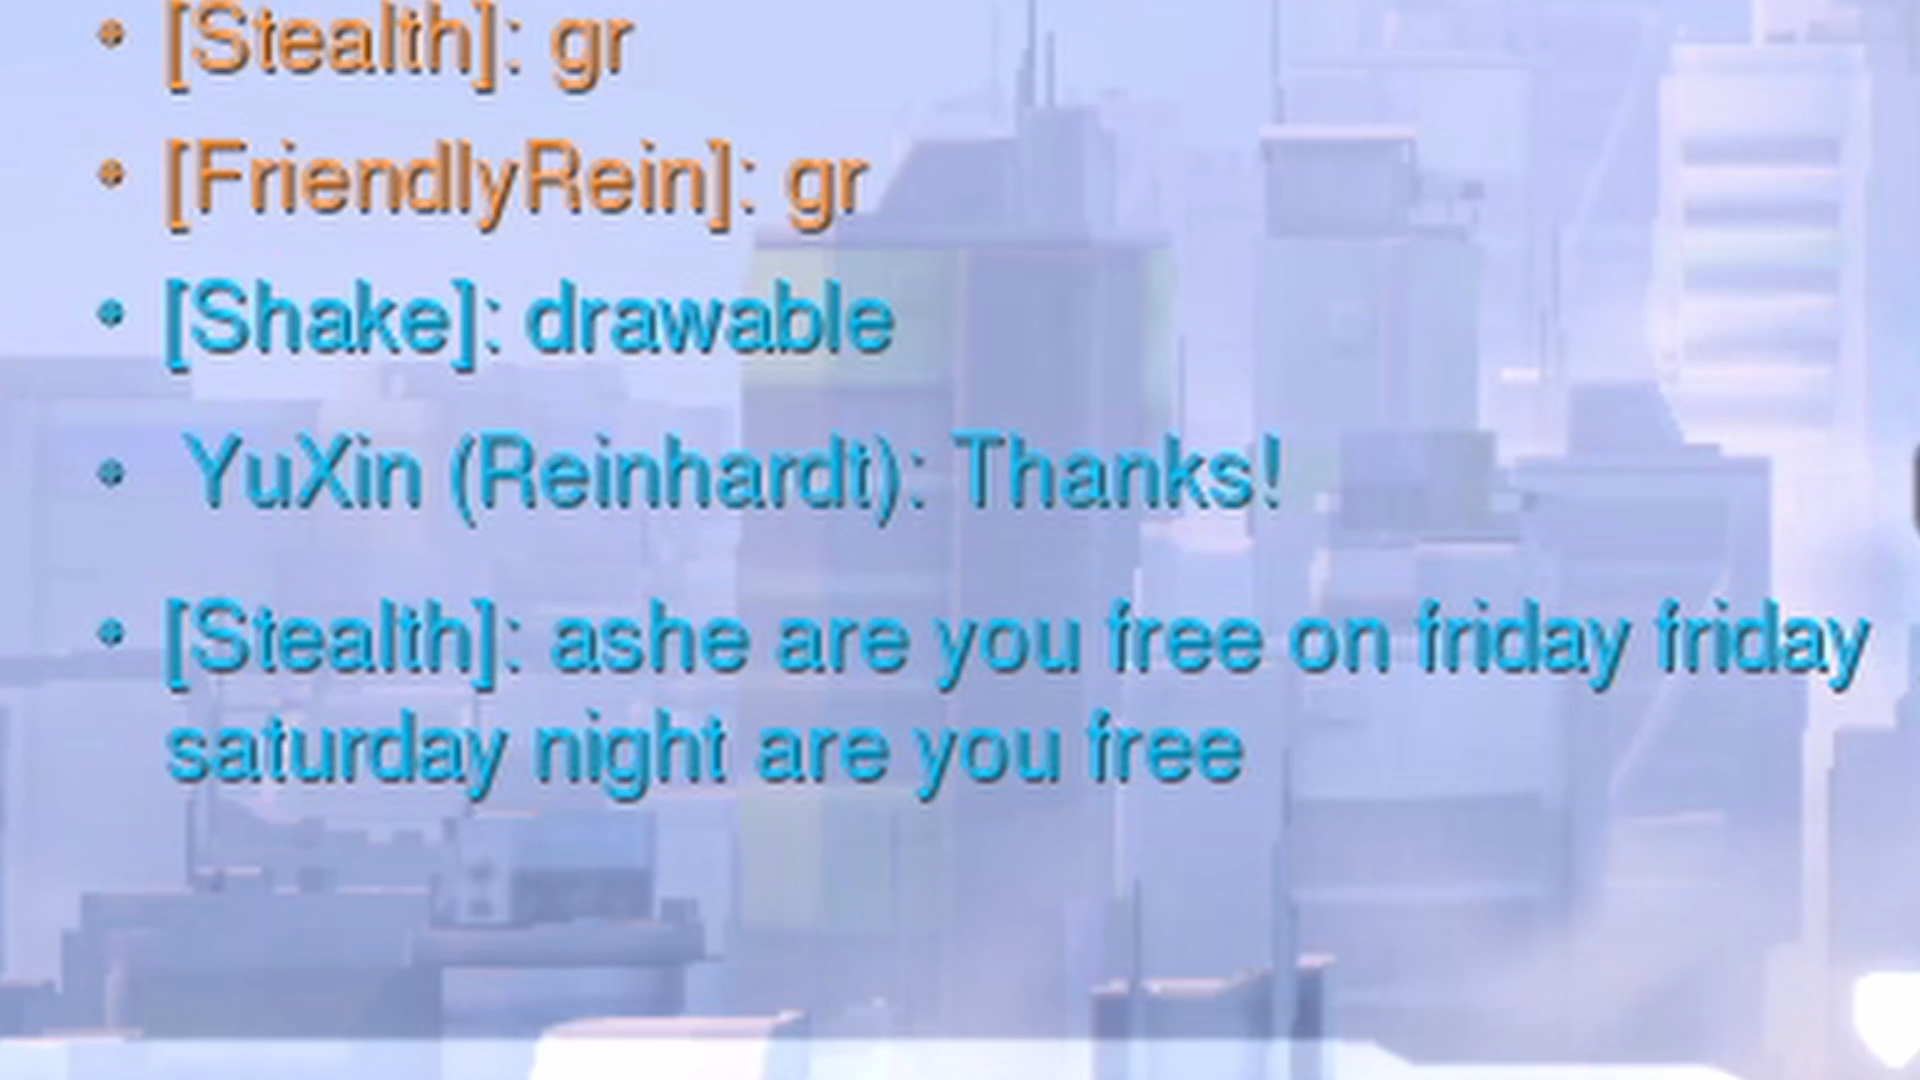 • [Stealth]: gr
• [FriendlyRein]: gr
• [Shake]: drawable
• YuXin (Reinhardt): Thanks!
• [Stealth]: ashe are you free on friday friday
saturday night are you free